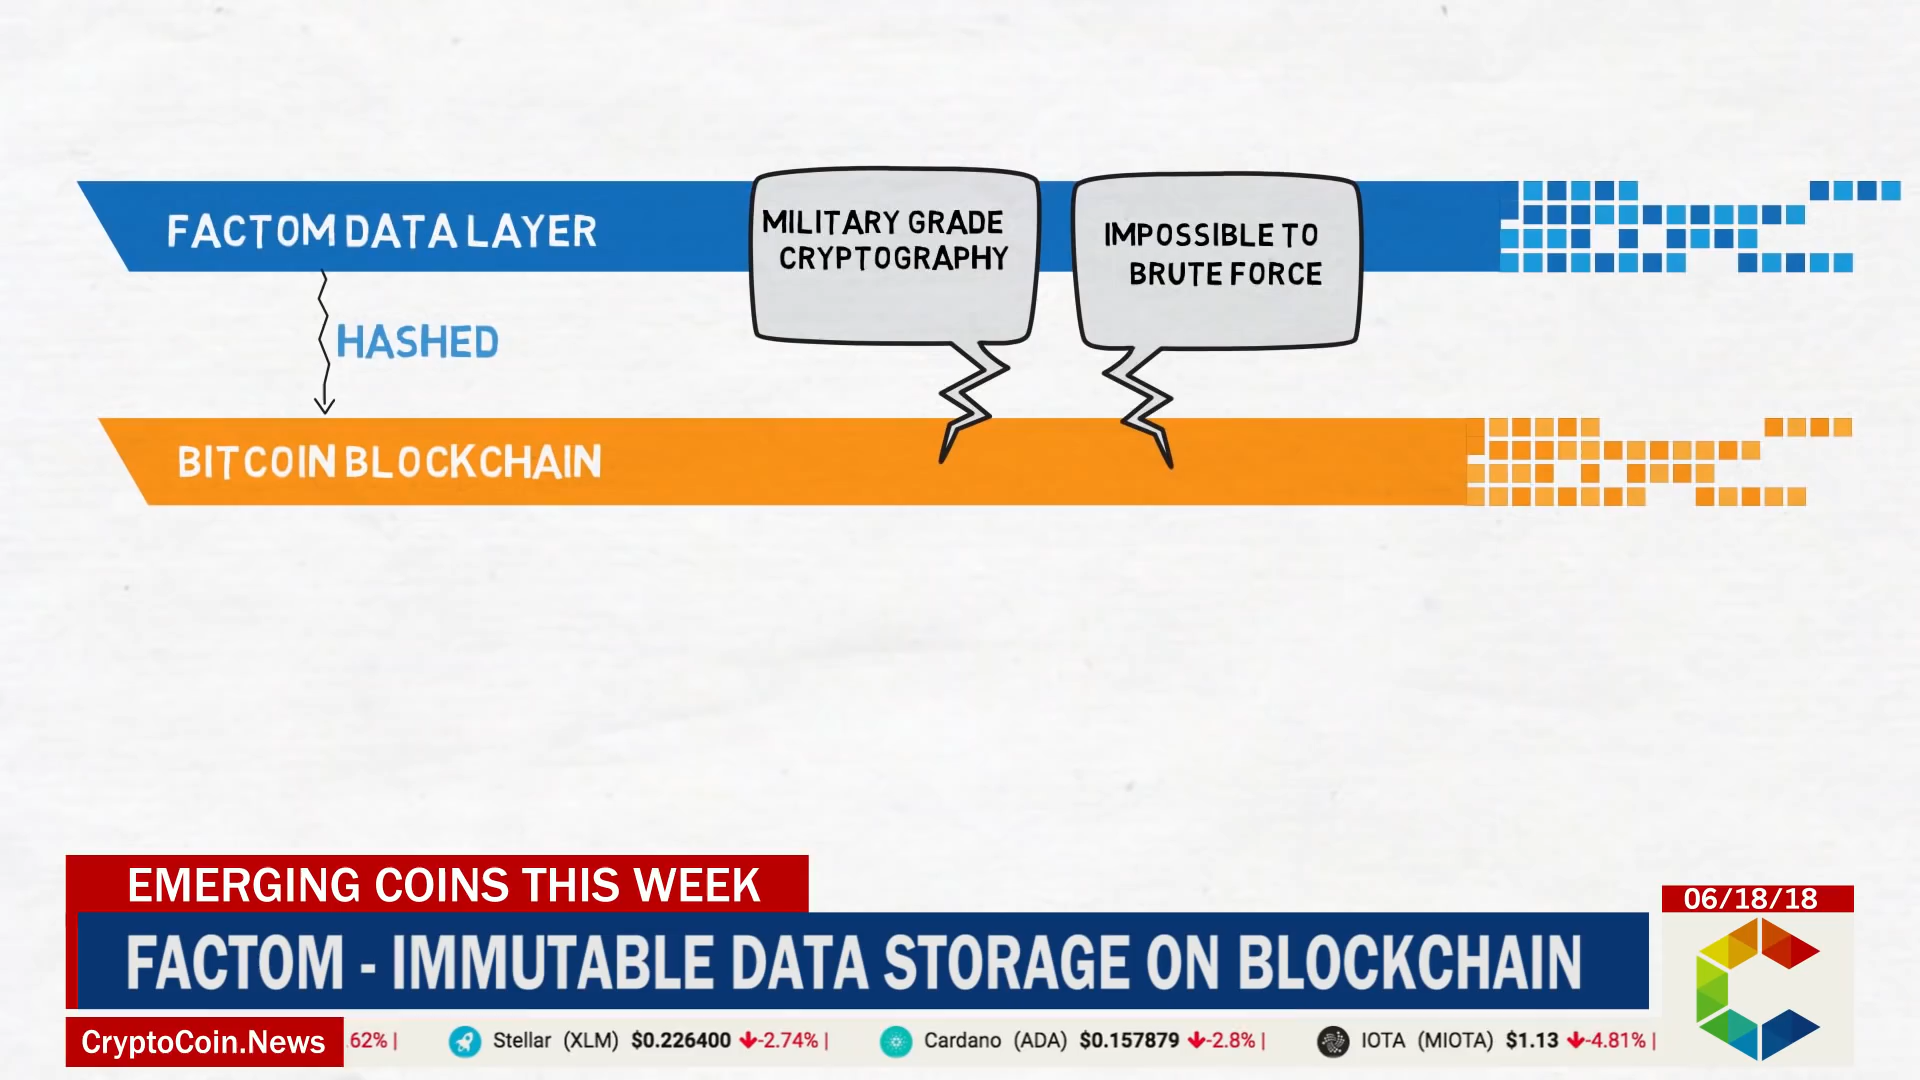 FACTOM DATA LAYER
MILITARY GRADE
CRYPTOGRAPHY
IMPOSSIBLE TO
BRUTE FORCE
HASHED
BITCOIN BLOCKCHAIN
EMERGING COINS THIS WEEK
06/18/18
FACTOM - IMMUTABLE DATA STORAGE ON BLOCKCHAIN
CryptoCoin.News .62% | Stellar (XLM) $0.226400 -2.74% | Cardano (ADA) $0.157879 -2.8% | IOTA (MIOTA) $1.13 -4.81% |